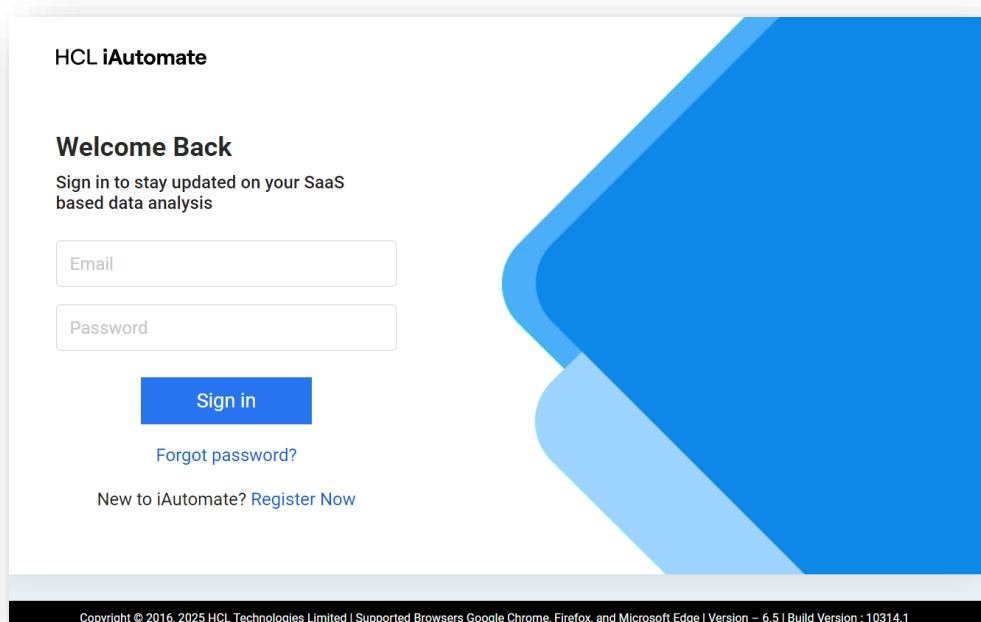 HCL iAutomate
Welcome Back
Sign in to stay updated on your SaaS
based data analysis
Email
Password
Sign in
Forgot password?
New to iAutomate? Register Now
Copyright © 2016, 2025 HCL Technologies Limited | Supported Browsers Google Chrome, Firefox, and Microsoft Edge | Version – 6.5 | Build Version : 10314.1